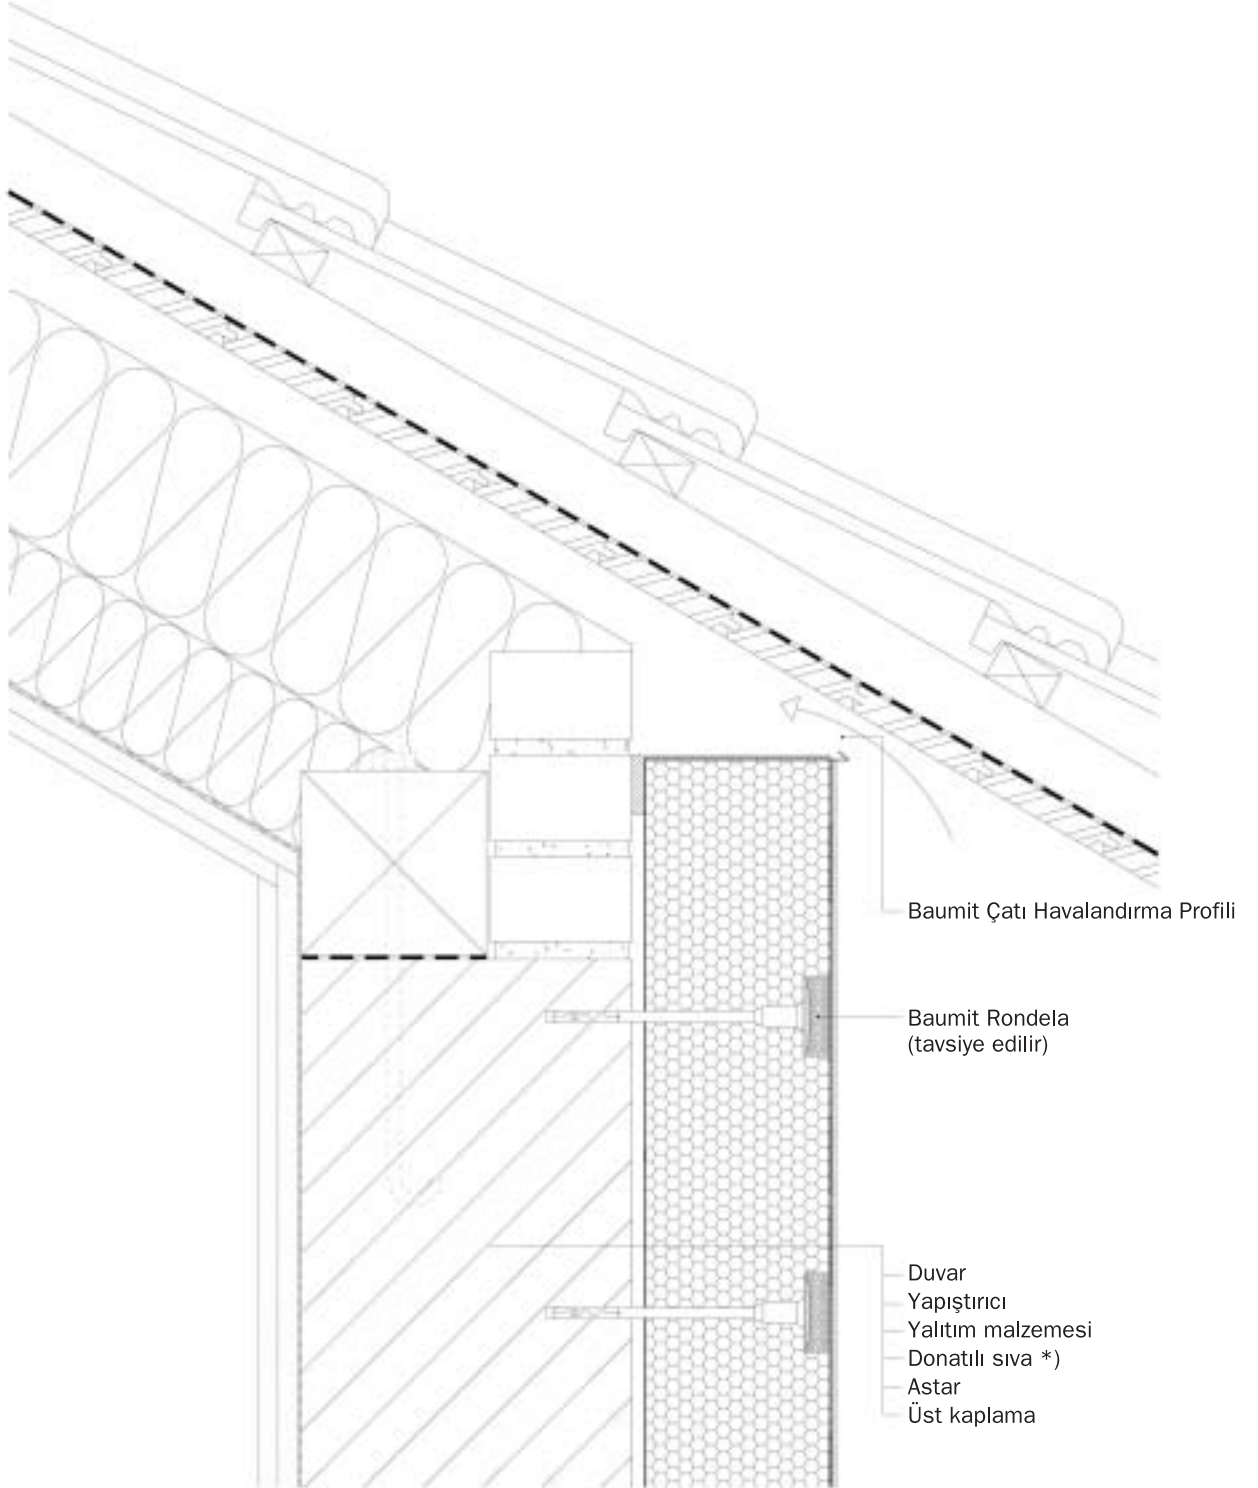 Baumit Çatı Havalandırma Profili
Baumit Rondela
(tavsiye edilir)
Duvar
Yapıştırıcı
Yalıtım malzemesi
Donatılı sıva *)
Astar
Üst kaplama